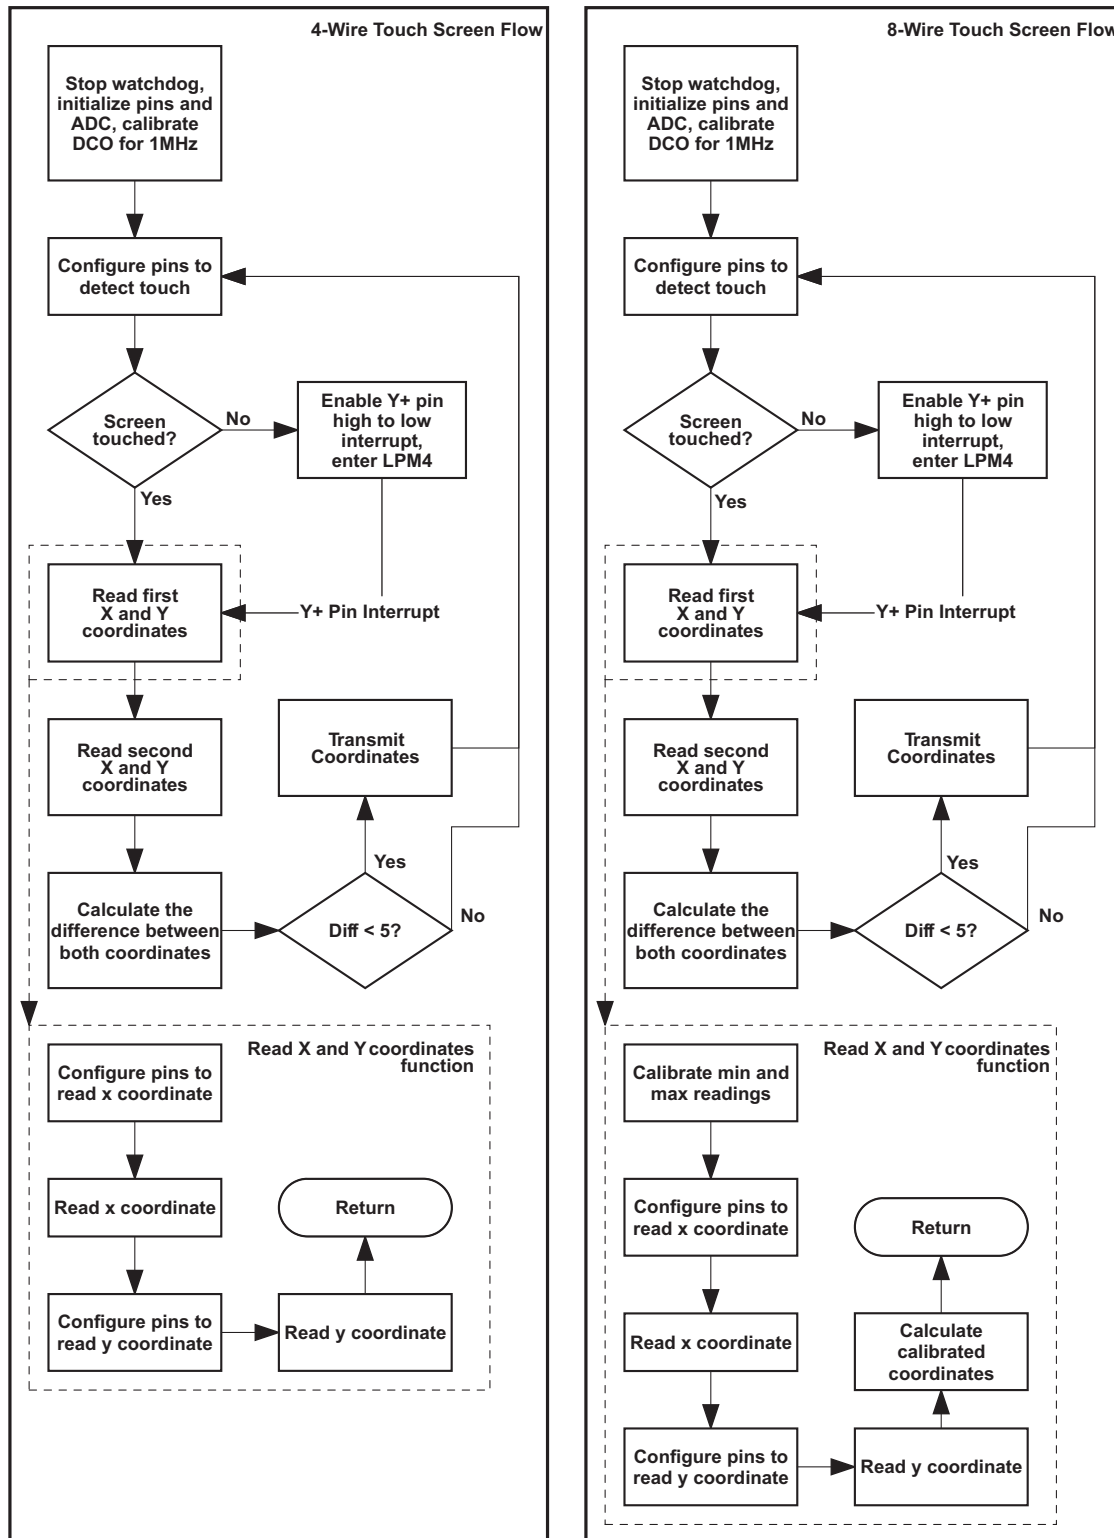 4-Wire Touch Screen Flow
Stop watchdog,
initialize pins and
ADC, calibrate
DCO for 1MHz
Configure pins to
detect touch
Screen
touched?
No
Enable Y+ pin
high to low
interrupt,
enter LPM4
Yes
Read first
X and Y
coordinates
Y+ Pin Interrupt
Read second
X and Y
coordinates
Transmit
Coordinates
Yes
Calculate the
difference between
both coordinates
Diff < 5?
No
Read X and Y coordinates
function
Configure pins to
read x coordinate
Read x coordinate
Return
Configure pins to
read y coordinate
Read y coordinate
8-Wire Touch Screen Flow
Stop watchdog,
initialize pins and
ADC, calibrate
DCO for 1MHz
Configure pins to
detect touch
Screen
touched?
No
Enable Y+ pin
high to low
interrupt,
enter LPM4
Yes
Read first
X and Y
coordinates
Y+ Pin Interrupt
Read second
X and Y
coordinates
Transmit
Coordinates
Yes
Calculate the
difference between
both coordinates
Diff < 5?
No
Read X and Y coordinates
function
Calibrate min and
max readings
Configure pins to
read x coordinate
Return
Read x coordinate
Calculate
calibrated
coordinates
Configure pins to
read y coordinate
Read y coordinate